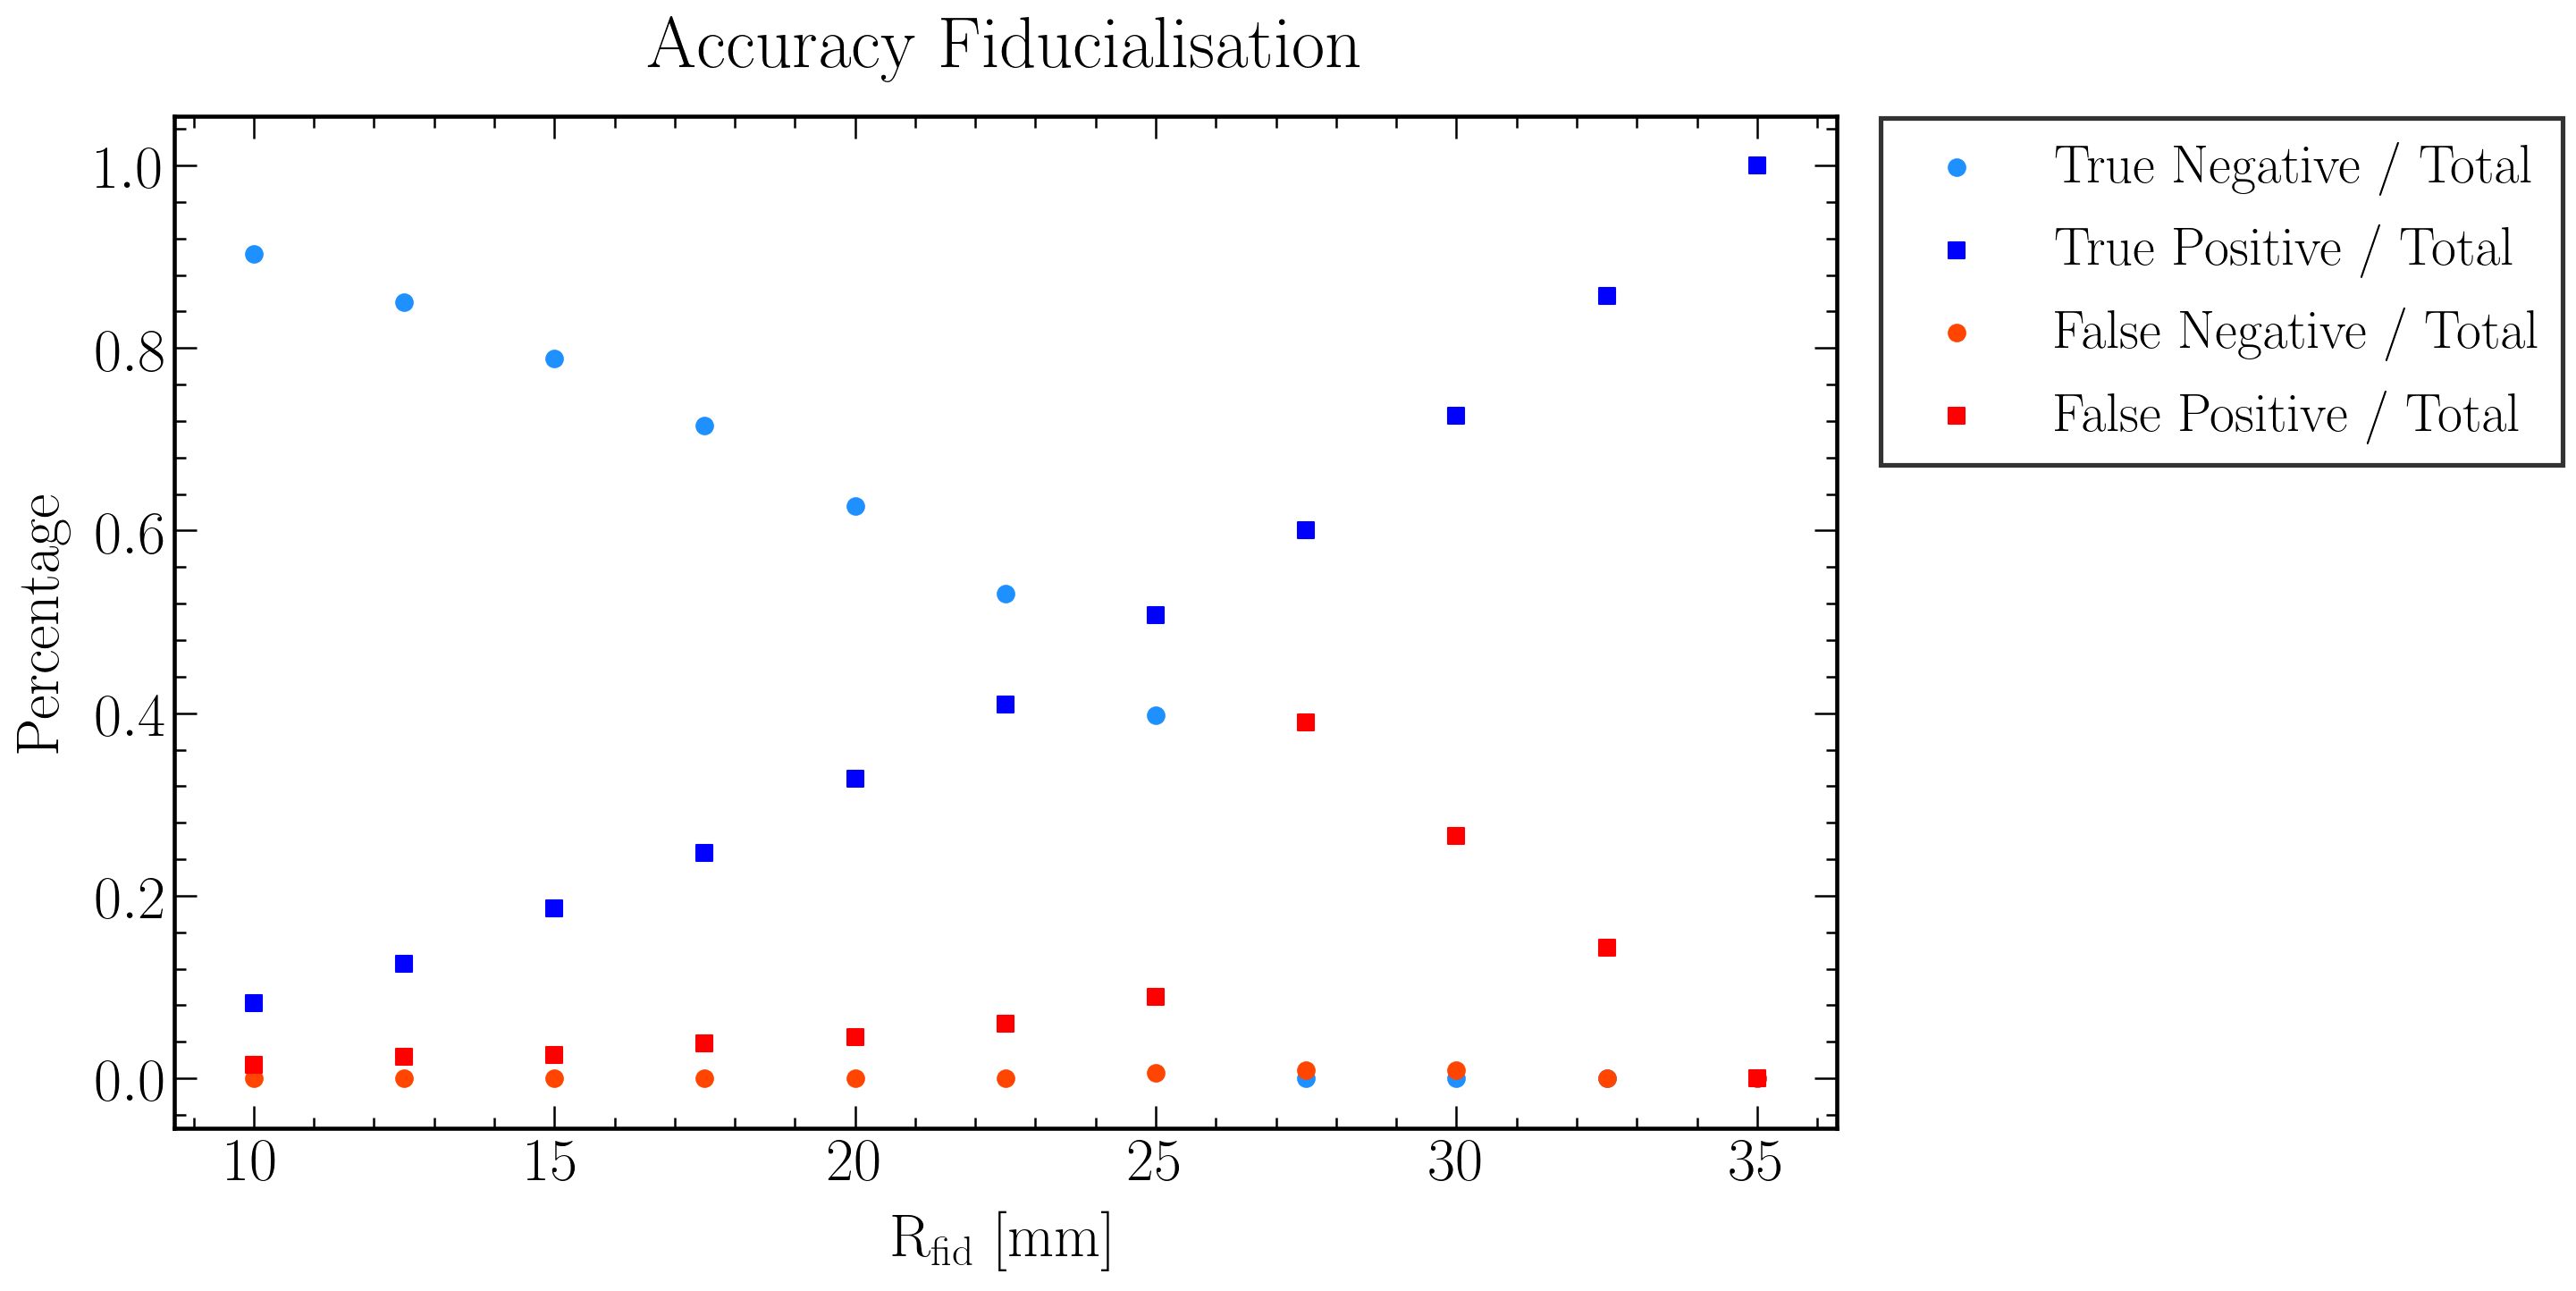 Accuracy Fiducialisation
True Negative / Total
True Positive / Total
False Negative / Total
False Positive / Total
Percentage
1.0
0.8
0.6
0.4
0.2
0.0
10 15 20 25 30 35
R_fid [mm]